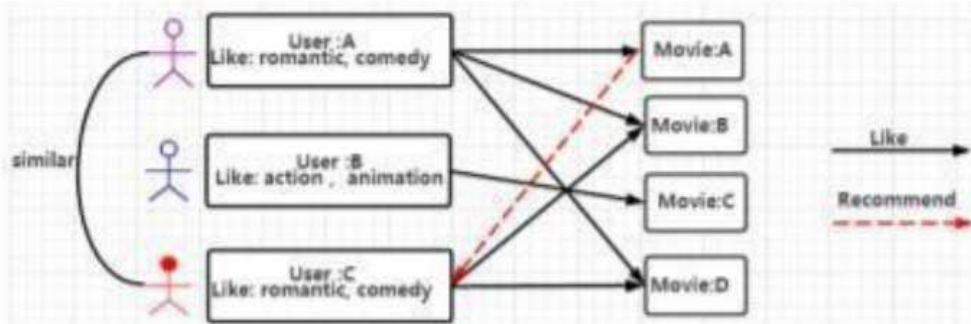 User :A
Like: romantic, comedy
Movie:A
Movie:B
similar
User :B
Like: action , animation
Like
Movie:C
Recommend
User :C
Like: romantic, comedy
Movie:D